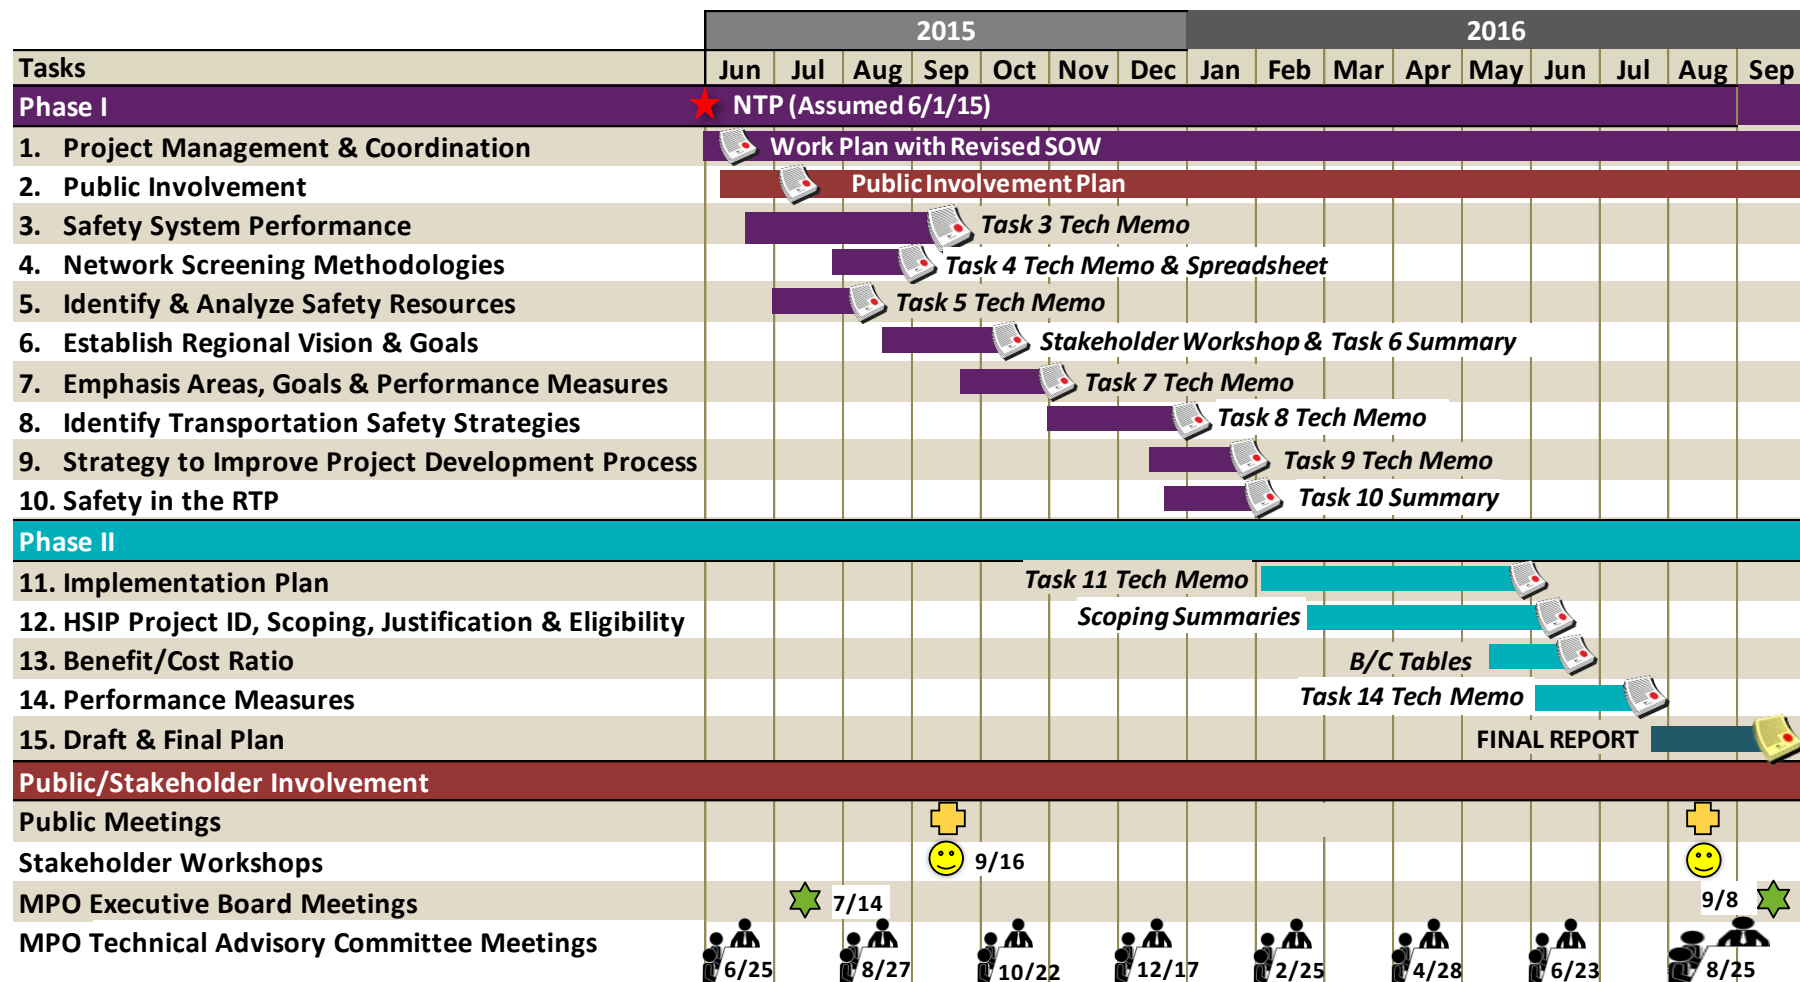 2015 2016
Tasks Jun Jul Aug Sep Oct Nov Dec Jan Feb Mar Apr May Jun Jul Aug Sep
Phase I NTP (Assumed 6/1/15)
1. Project Management & Coordination Work Plan with Revised SOW
2. Public Involvement Public Involvement Plan
3. Safety System Performance Task 3 Tech Memo
4. Network Screening Methodologies Task 4 Tech Memo & Spreadsheet
5. Identify & Analyze Safety Resources Task 5 Tech Memo
6. Establish Regional Vision & Goals Stakeholder Workshop & Task 6 Summary
7. Emphasis Areas, Goals & Performance Measures Task 7 Tech Memo
8. Identify Transportation Safety Strategies Task 8 Tech Memo
9. Strategy to Improve Project Development Process Task 9 Tech Memo
10. Safety in the RTP Task 10 Summary
Phase II
11. Implementation Plan Task 11 Tech Memo
12. HSIP Project ID, Scoping, Justification & Eligibility Scoping Summaries
13. Benefit/Cost Ratio B/C Tables
14. Performance Measures Task 14 Tech Memo
15. Draft & Final Plan FINAL REPORT
Public/Stakeholder Involvement
Public Meetings
Stakeholder Workshops 9/16
MPO Executive Board Meetings 7/14 9/8
MPO Technical Advisory Committee Meetings 6/25 8/27 10/22 12/17 2/25 4/28 6/23 8/25